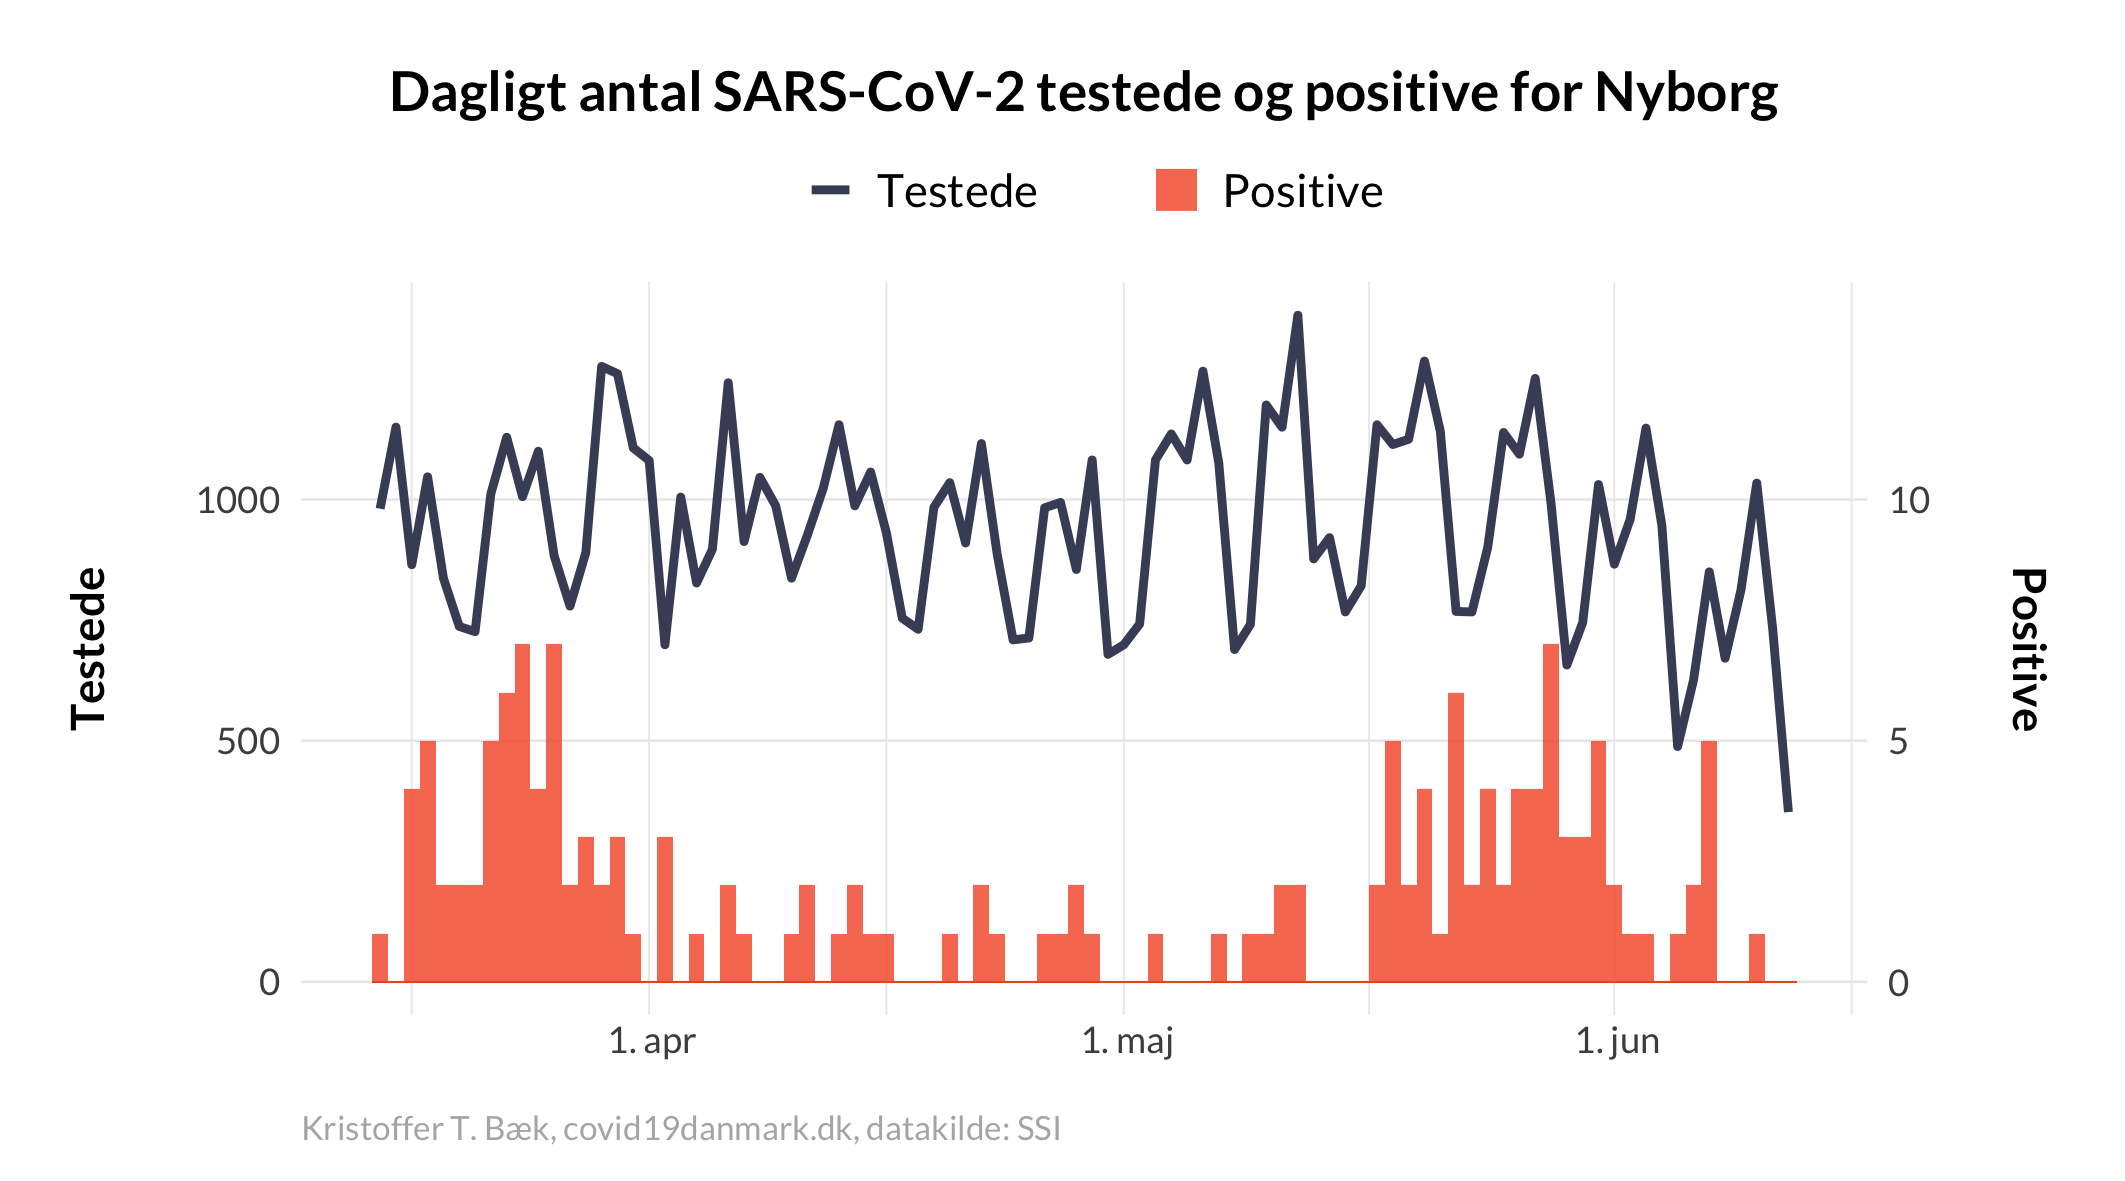 Dagligt antal SARS-CoV-2 testede og positive for Nyborg
Testede
Positive
1000
500
0
Testede
10
5
0
Positive
1. apr
1. maj
1. jun
Kristoffer T. Bæk, covid19danmark.dk, datakilde: SSI